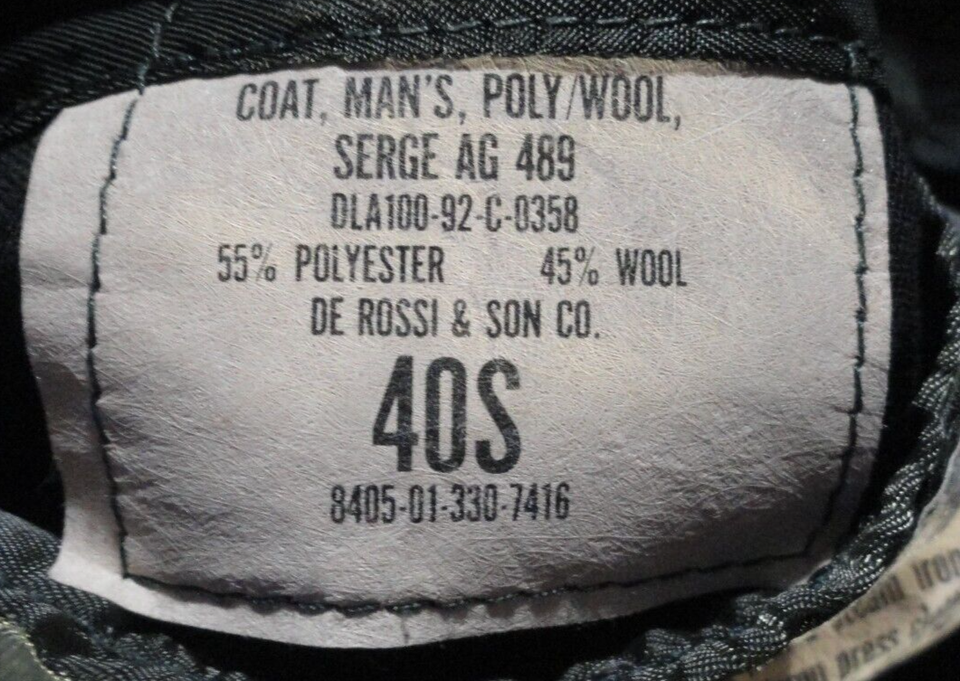 COAT, MAN'S, POLY/WOOL,
SERGE AG 489
DLA100-92-C-0358
55% POLYESTER 45% WOOL
DE ROSSI & SON CO.
40S
8405-01-330-7416
press